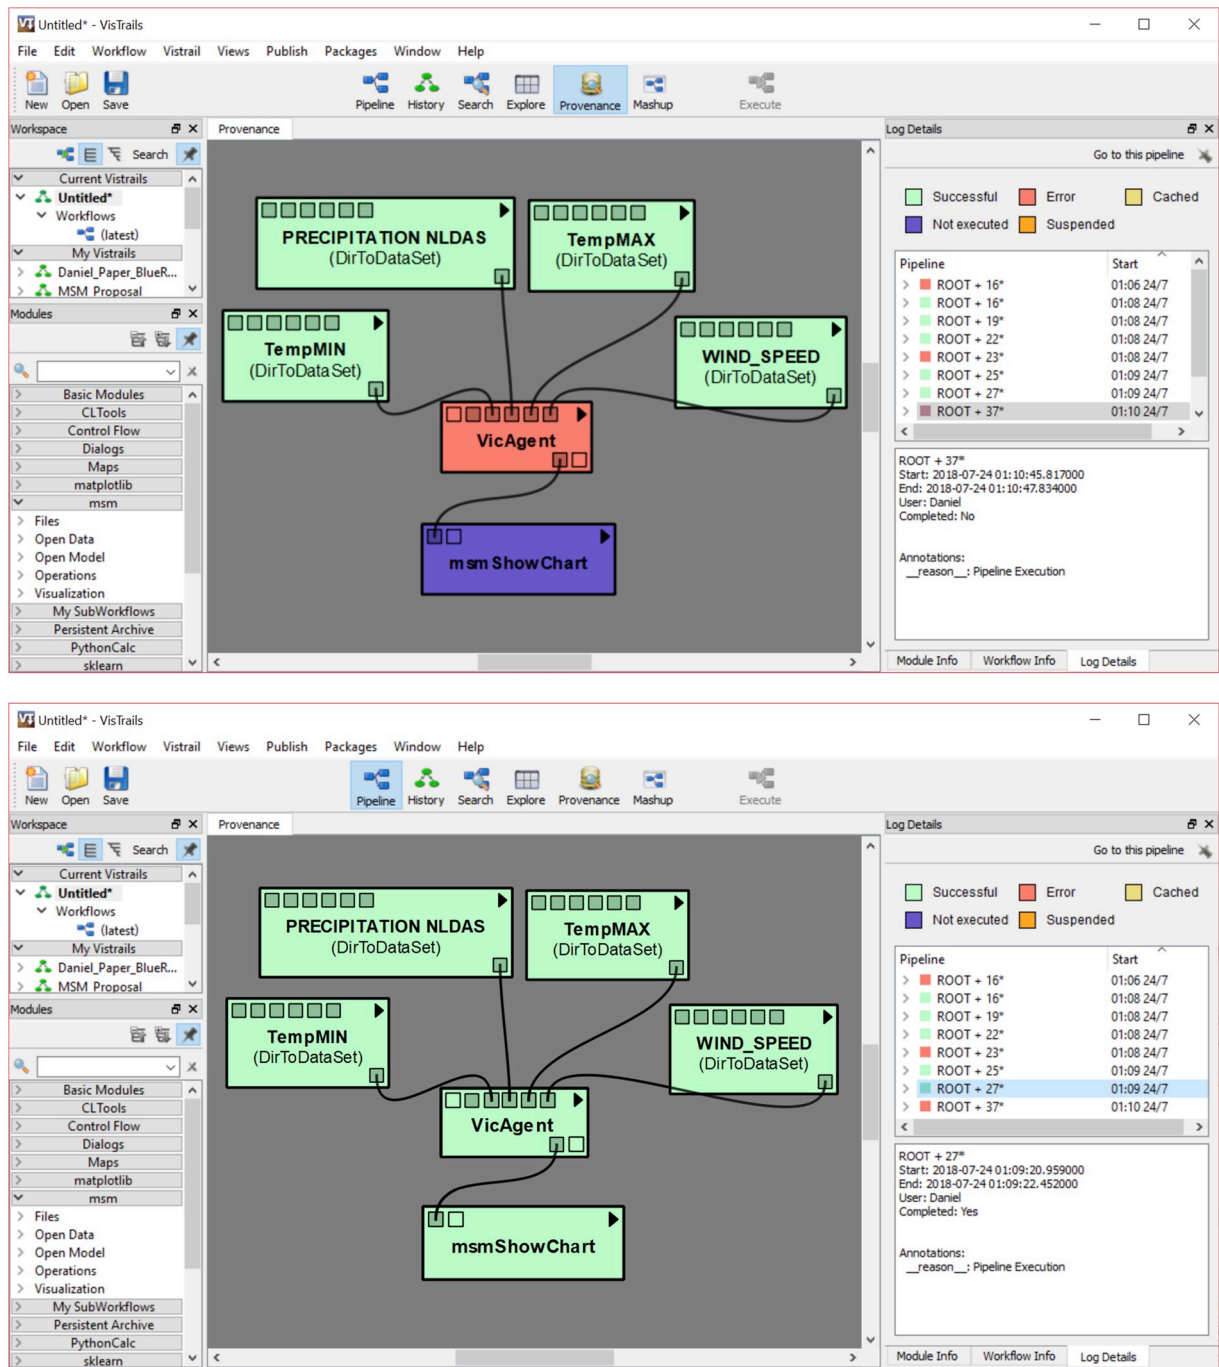 Untitled* - VisTrails
File Edit Workflow Vistrail Views Publish Packages Window Help
New Open Save Pipeline History Search Explore Provenance Mashup Execute
Workspace
Search
Current Vistrails
Untitled*
Workflows
(latest)
My Vistrails
Daniel_Paper_BlueR...
MSM Proposal
Modules
Basic Modules
CLTools
Control Flow
Dialogs
Maps
matplotlib
msm
Files
Open Data
Open Model
Operations
Visualization
My SubWorkflows
Persistent Archive
PythonCalc
sklearn
Provenance
PRECIPITATION NLDAS
(DirToDataSet)
TempMAX
(DirToDataSet)
TempMIN
(DirToDataSet)
WIND_SPEED
(DirToDataSet)
VicAgent
msmShowChart
Log Details
Go to this pipeline
Successful Error Cached
Not executed Suspended
Pipeline Start
ROOT + 16* 01:06 24/7
ROOT + 16* 01:08 24/7
ROOT + 19* 01:08 24/7
ROOT + 22* 01:08 24/7
ROOT + 23* 01:08 24/7
ROOT + 25* 01:09 24/7
ROOT + 27* 01:09 24/7
ROOT + 37* 01:10 24/7
ROOT + 37*
Start: 2018-07-24 01:10:45.817000
End: 2018-07-24 01:10:47.834000
User: Daniel
Completed: No
Annotations:
__reason__: Pipeline Execution
Module Info Workflow Info Log Details
Untitled* - VisTrails
File Edit Workflow Vistrail Views Publish Packages Window Help
New Open Save Pipeline History Search Explore Provenance Mashup Execute
Workspace
Search
Current Vistrails
Untitled*
Workflows
(latest)
My Vistrails
Daniel_Paper_BlueR...
MSM Proposal
Modules
Basic Modules
CLTools
Control Flow
Dialogs
Maps
matplotlib
msm
Files
Open Data
Open Model
Operations
Visualization
My SubWorkflows
Persistent Archive
PythonCalc
sklearn
Provenance
PRECIPITATION NLDAS
(DirToDataSet)
TempMAX
(DirToDataSet)
TempMIN
(DirToDataSet)
WIND_SPEED
(DirToDataSet)
VicAgent
msmShowChart
Log Details
Go to this pipeline
Successful Error Cached
Not executed Suspended
Pipeline Start
ROOT + 16* 01:06 24/7
ROOT + 16* 01:08 24/7
ROOT + 19* 01:08 24/7
ROOT + 22* 01:08 24/7
ROOT + 23* 01:08 24/7
ROOT + 25* 01:09 24/7
ROOT + 27* 01:09 24/7
ROOT + 37* 01:10 24/7
ROOT + 27*
Start: 2018-07-24 01:09:20.959000
End: 2018-07-24 01:09:22.452000
User: Daniel
Completed: Yes
Annotations:
__reason__: Pipeline Execution
Module Info Workflow Info Log Details